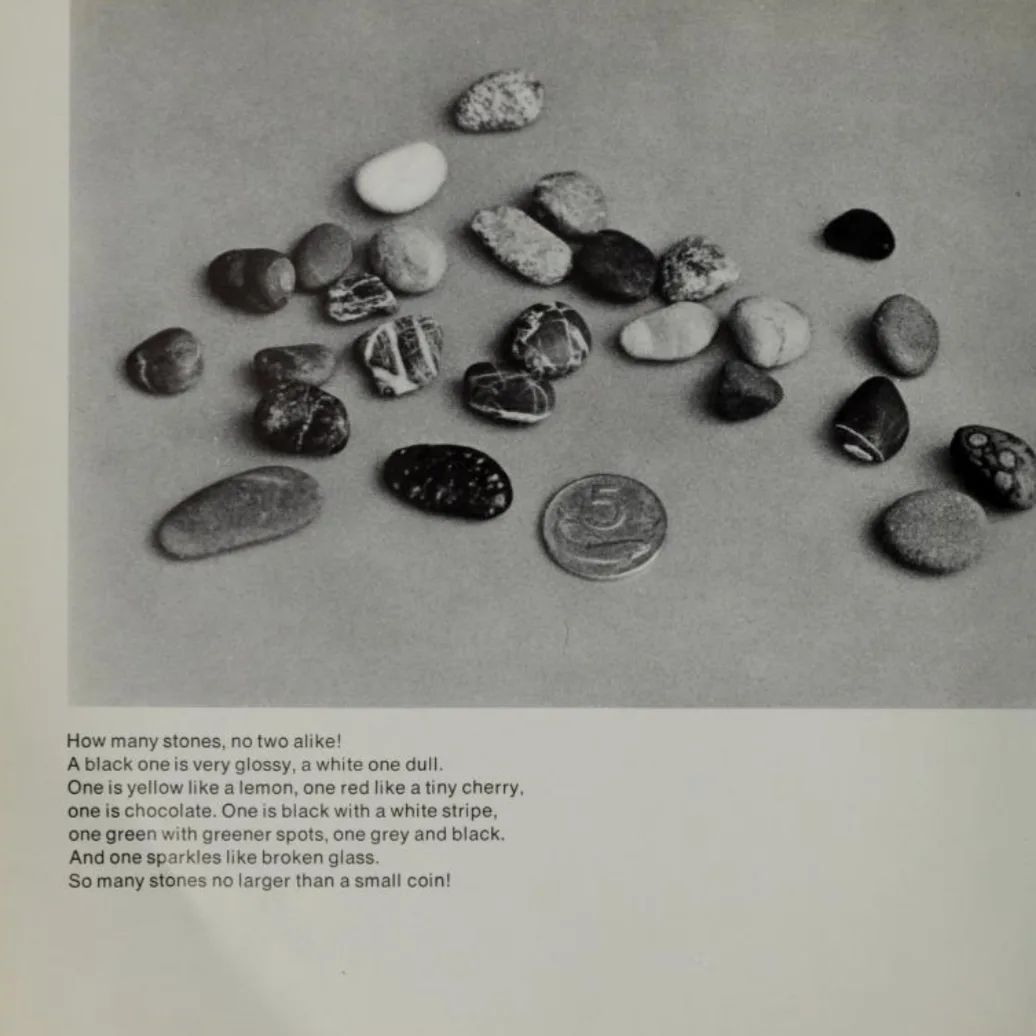 5
How many stones, no two alike!
A black one is very glossy, a white one dull.
One is yellow like a lemon, one red like a tiny cherry,
one is chocolate. One is black with a white stripe,
one green with greener spots, one grey and black.
And one sparkles like broken glass.
So many stones no larger than a small coin!